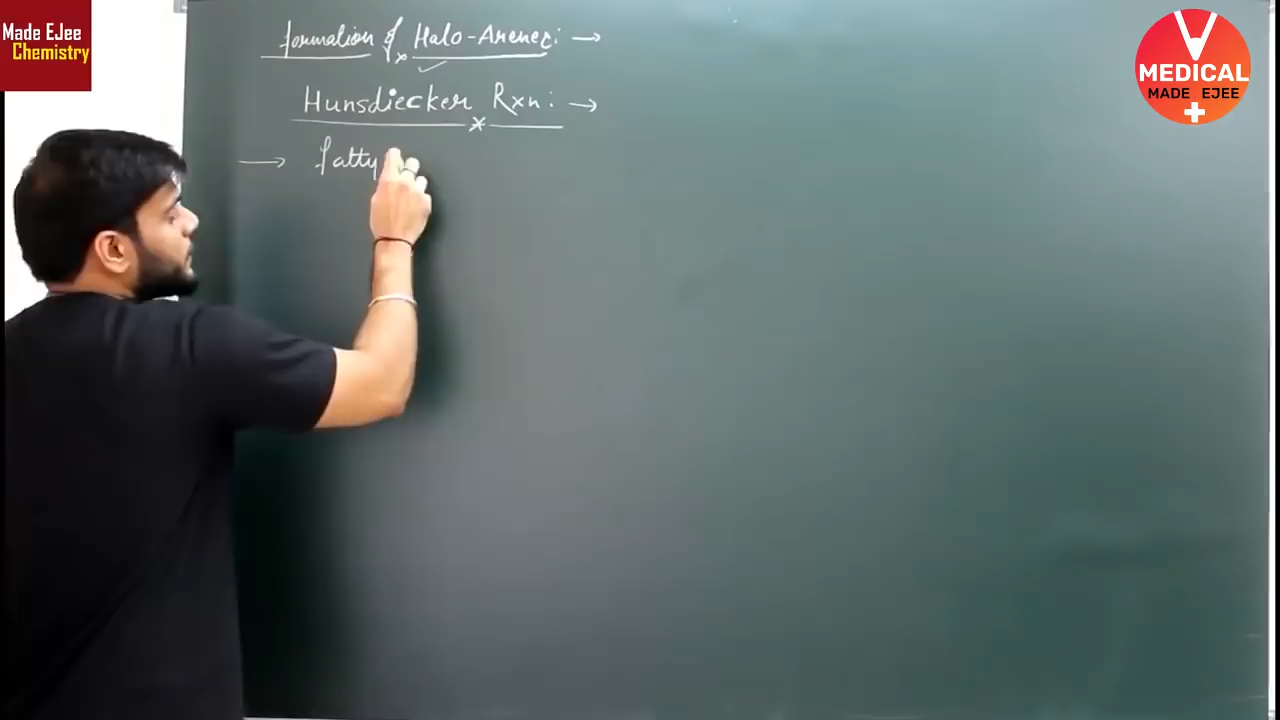 Made EJee
Chemistry
MEDICAL
MADE EJEE
formation of Halo-Arenes: →
Hunsdiecker Rxn: →
→ fatty